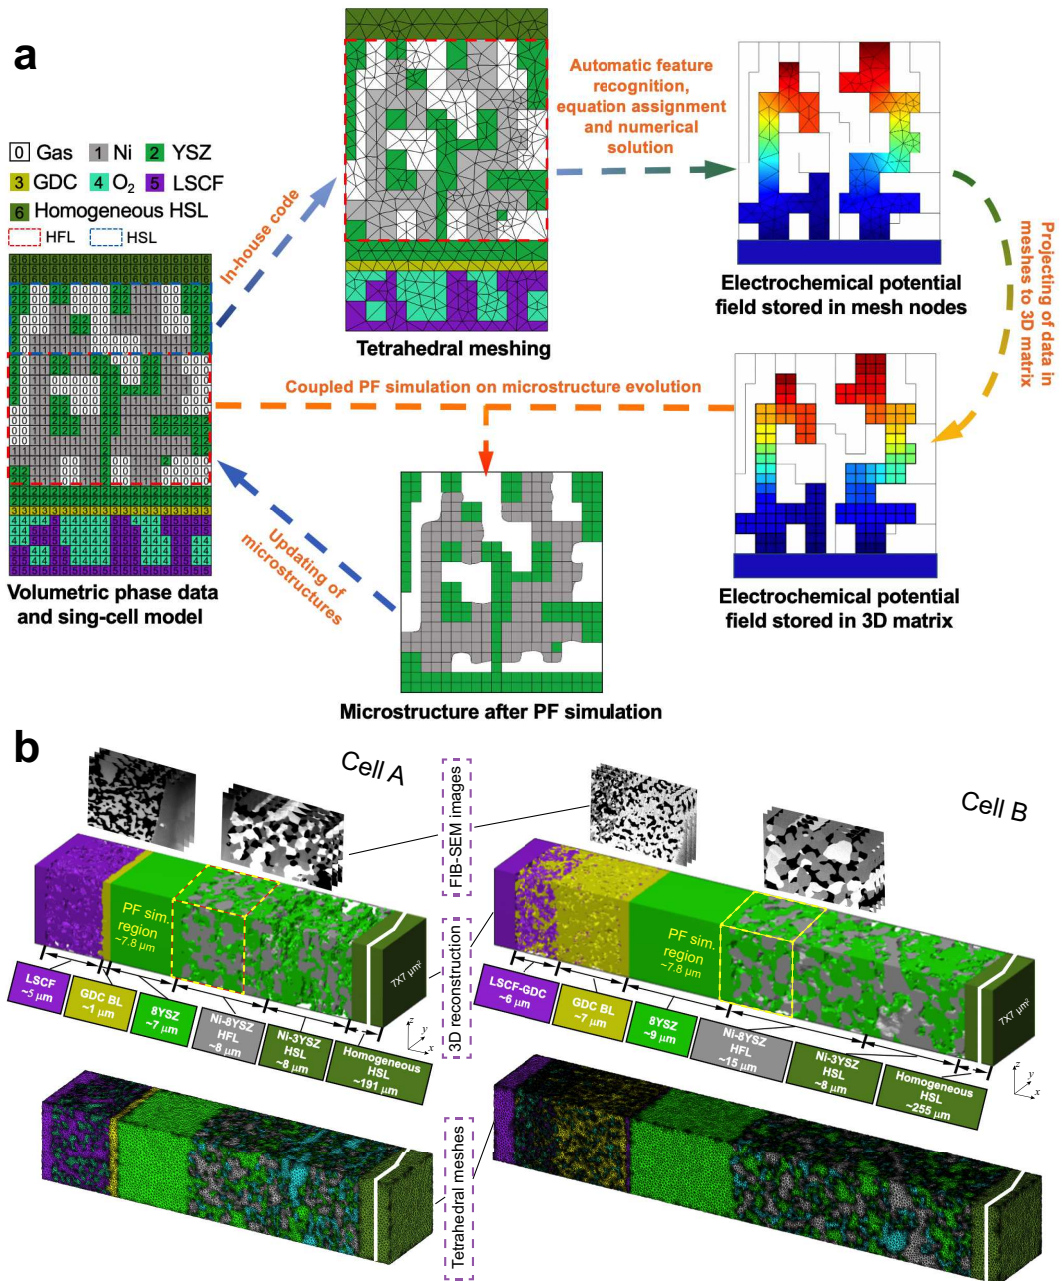 a
0 Gas 1 Ni 2 YSZ
3 GDC 4 O₂ 5 LSCF
6 Homogeneous HSL
HFL HSL
Volumetric phase data
and sing-cell model
In-house code
Tetrahedral meshing
Automatic feature
recognition,
equation assignment
and numerical
solution
Electrochemical potential
field stored in mesh nodes
Projecting of data in
meshes to 3D matrix
Electrochemical potential
field stored in 3D matrix
Coupled PF simulation on microstructure evolution
Updating of
microstructures
Microstructure after PF simulation
b
Cell A
FIB-SEM images
Cell B
PF sim.
region
~7.8 μm
7X7 μm²
LSCF
~5 μm
GDC BL
~1 μm
8YSZ
~7 μm
Ni-8YSZ
HFL
~8 μm
Ni-3YSZ
HSL
~8 μm
Homogeneous
HSL
~191 μm
z
y
x
3D reconstruction
PF sim.
region
~7.8 μm
7X7 μm²
LSCF-GDC
~6 μm
GDC BL
~7 μm
8YSZ
~9 μm
Ni-8YSZ
HFL
~15 μm
Ni-3YSZ
HSL
~8 μm
Homogeneous
HSL
~255 μm
z
y
x
Tetrahedral meshes